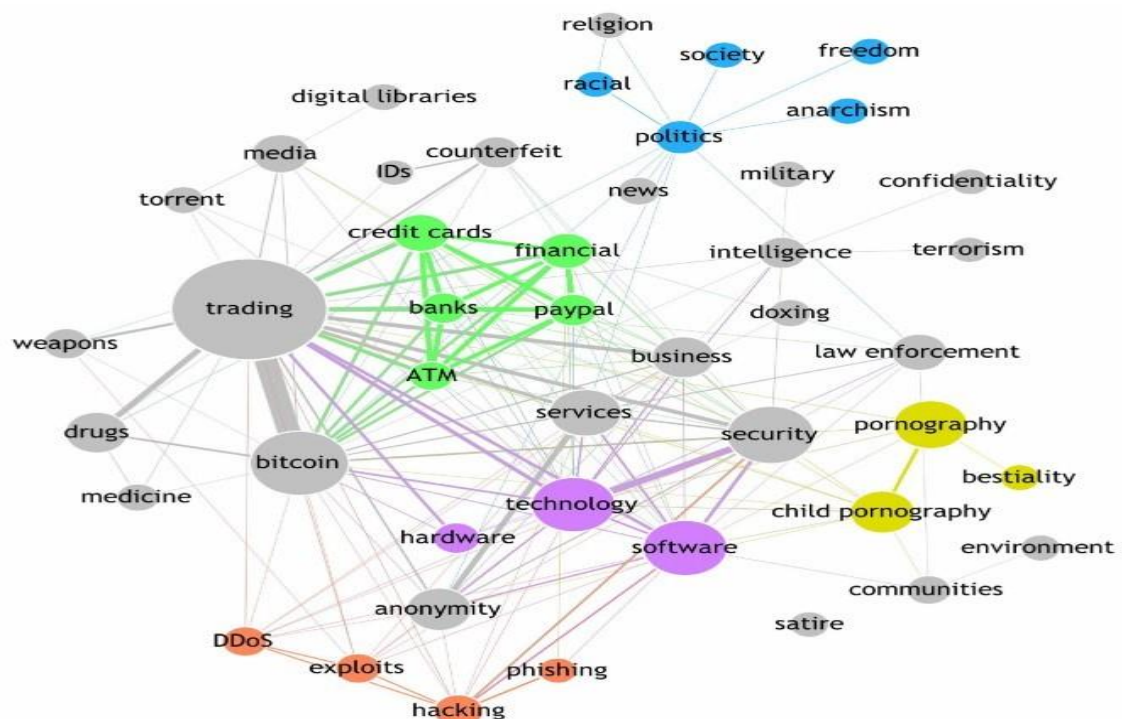 religion
society
freedom
racial
digital libraries
anarchism
politics
media
counterfeit
IDs
military
confidentiality
news
torrent
credit cards
financial
intelligence
terrorism
trading
banks
paypal
doxing
weapons
business
law enforcement
ATM
services
drugs
security
pornography
bitcoin
bestiality
medicine
technology
child pornography
hardware
software
environment
communities
anonymity
satire
DDoS
exploits
phishing
hacking